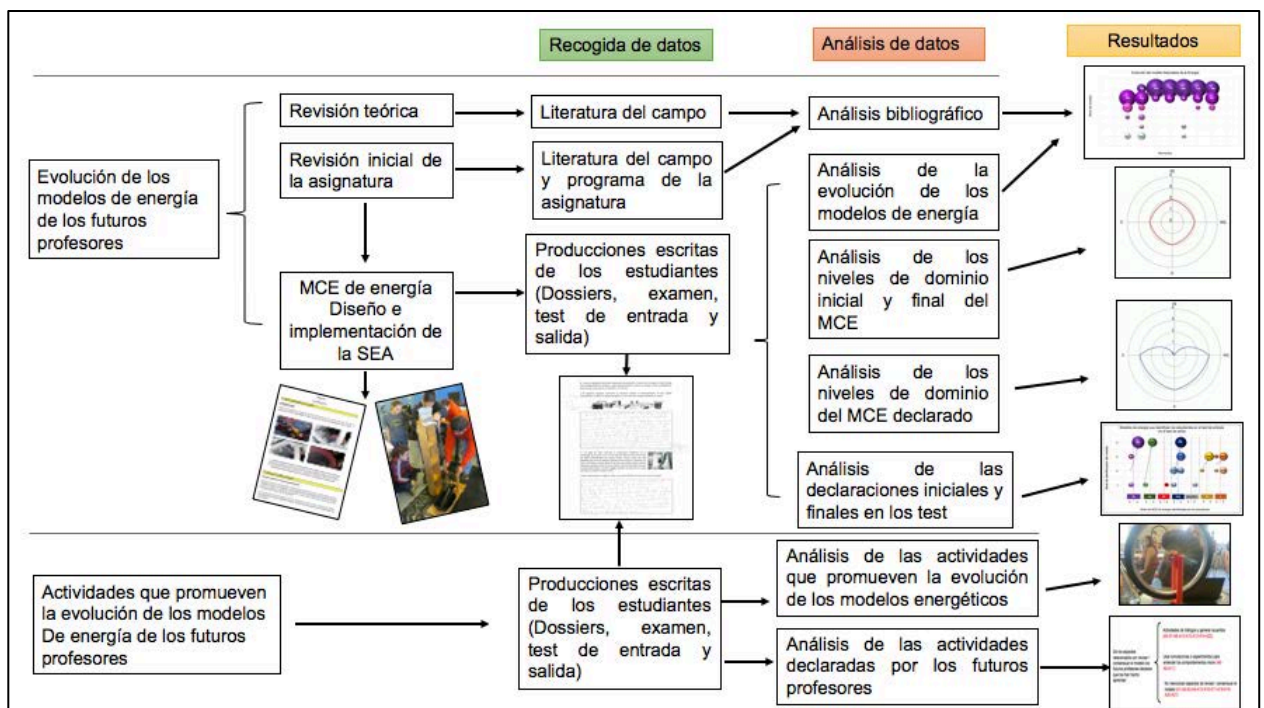 Recogida de datos
Análisis de datos
Resultados
Revisión teórica
Literatura del campo
Análisis bibliográfico
Revisión inicial de
la asignatura
Literatura del campo
y programa de la
asignatura
Evolución de los
modelos de energía
de los futuros
profesores
Análisis de la
evolución de los
modelos de energía
MCE de energía
Diseño e
implementación de
la SEA
Producciones escritas
de los estudiantes
(Dossiers, examen,
test de entrada y
salida)
Análisis de los
niveles de dominio
inicial y final del
MCE
Análisis de los
niveles de dominio
del MCE declarado
Análisis de las
declaraciones iniciales y
finales en los test
Actividades que promueven
la evolución de los modelos
De energía de los futuros
profesores
Producciones escritas
de los estudiantes
(Dossiers, examen,
test de entrada y
salida)
Análisis de las actividades
que promueven la evolución
de los modelos energéticos
Análisis de las actividades
declaradas por los futuros
profesores